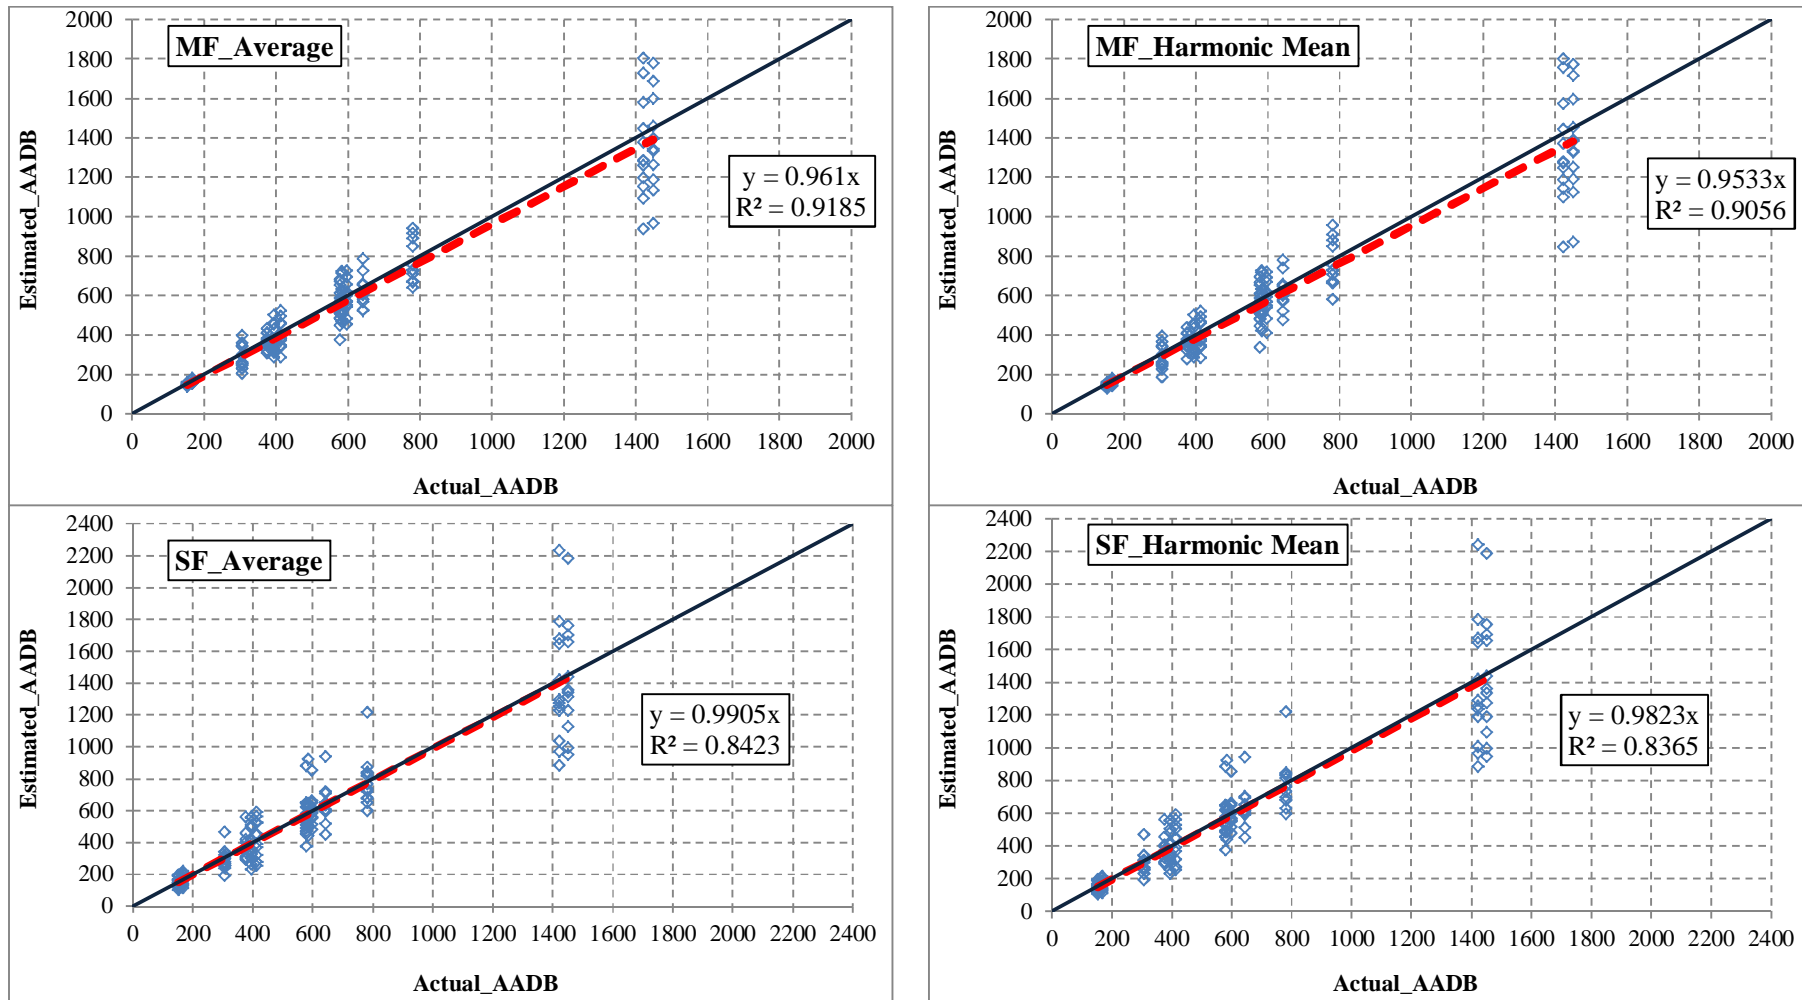 MF_Average
2000
1800
1600
1400
1200
1000
800
600
400
200
0
Estimated_AADB
y = 0.961x
R² = 0.9185
0 200 400 600 800 1000 1200 1400 1600 1800 2000
Actual_AADB
MF_Harmonic Mean
2000
1800
1600
1400
1200
1000
800
600
400
200
0
Estimated_AADB
y = 0.9533x
R² = 0.9056
0 200 400 600 800 1000 1200 1400 1600 1800 2000
Actual_AADB
SF_Average
2400
2200
2000
1800
1600
1400
1200
1000
800
600
400
200
0
Estimated_AADB
y = 0.9905x
R² = 0.8423
0 200 400 600 800 1000 1200 1400 1600 1800 2000 2200 2400
Actual_AADB
SF_Harmonic Mean
2400
2200
2000
1800
1600
1400
1200
1000
800
600
400
200
0
Estimated_AADB
y = 0.9823x
R² = 0.8365
0 200 400 600 800 1000 1200 1400 1600 1800 2000 2200 2400
Actual_AADB